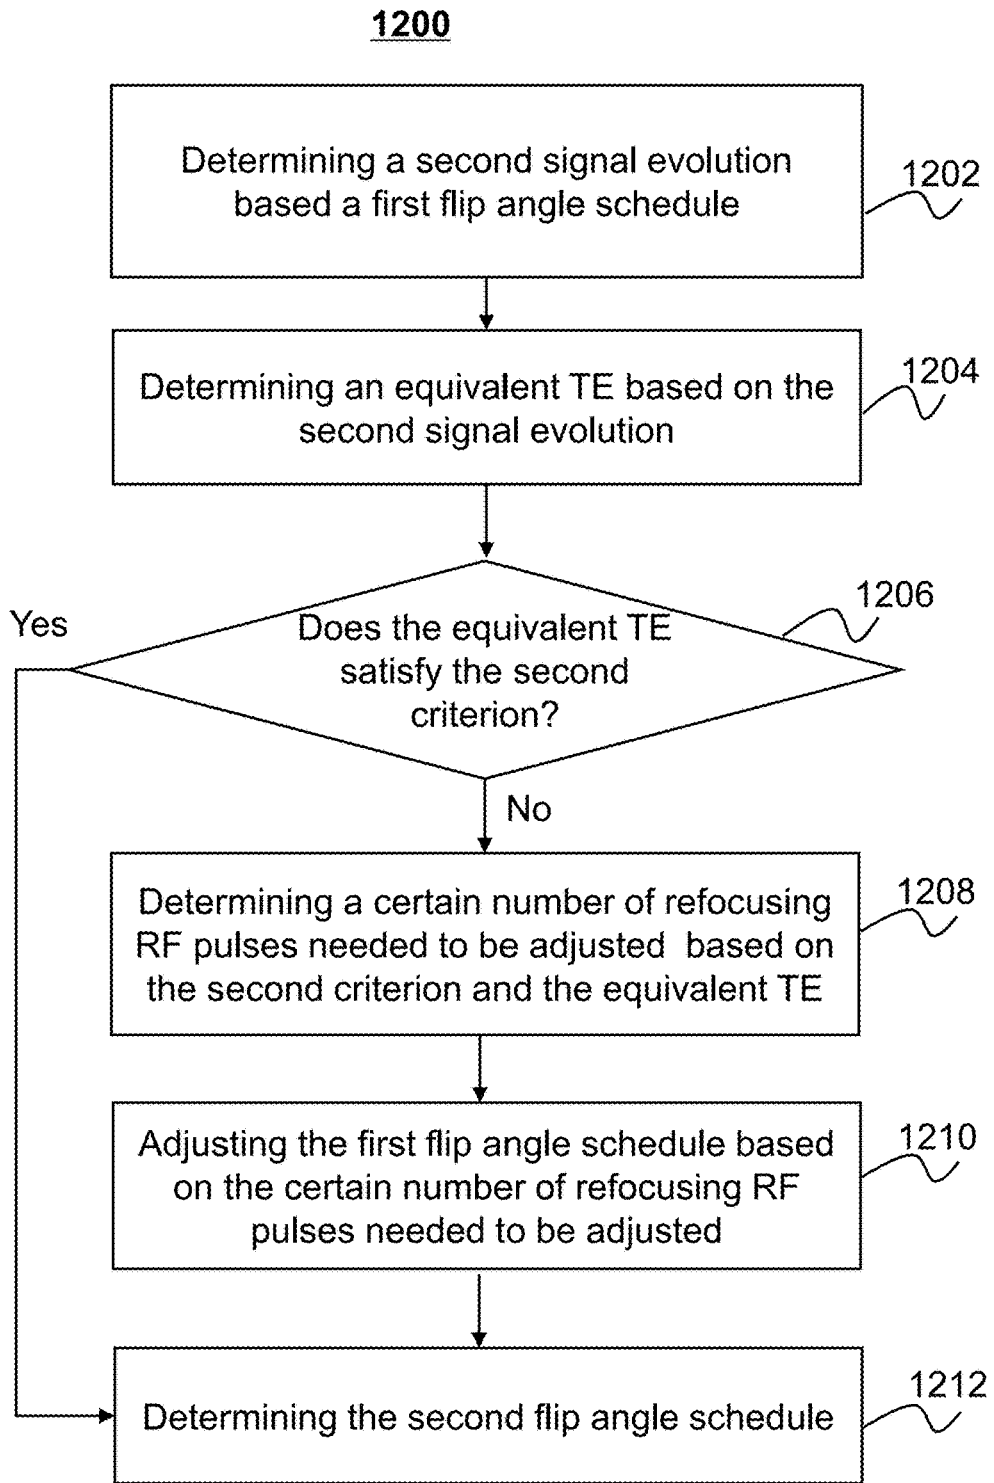 1200
Determining a second signal evolution
based a first flip angle schedule
1202
Determining an equivalent TE based on the
second signal evolution
1204
Does the equivalent TE
satisfy the second
criterion?
1206
Yes
No
Determining a certain number of refocusing
RF pulses needed to be adjusted based on
the second criterion and the equivalent TE
1208
Adjusting the first flip angle schedule based
on the certain number of refocusing RF
pulses needed to be adjusted
1210
Determining the second flip angle schedule
1212